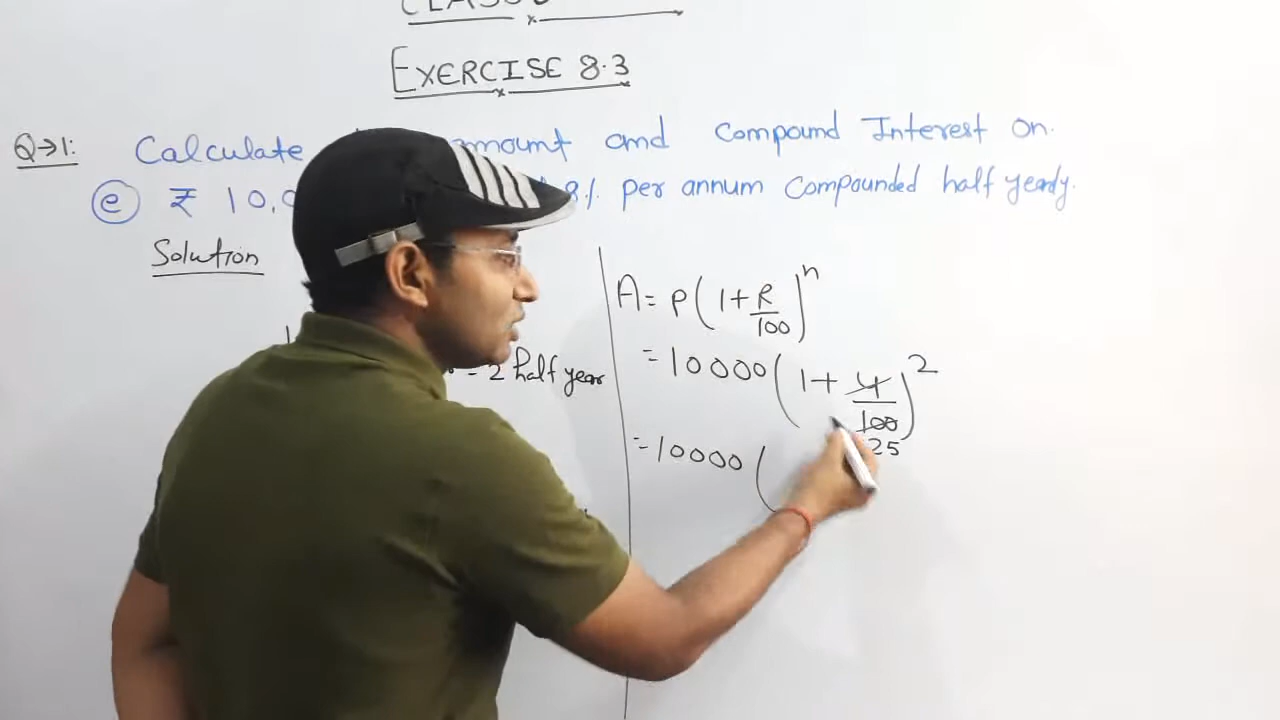 EXERCISE 8.3
Q→1: Calculate amount and Compound Interest on.
(e) ₹ 10,0 8% per annum Compounded half yearly.
Solution
A = P(1+R/100)^n
= 2 half year
= 10000(1+4/100)^2
25
= 10000(